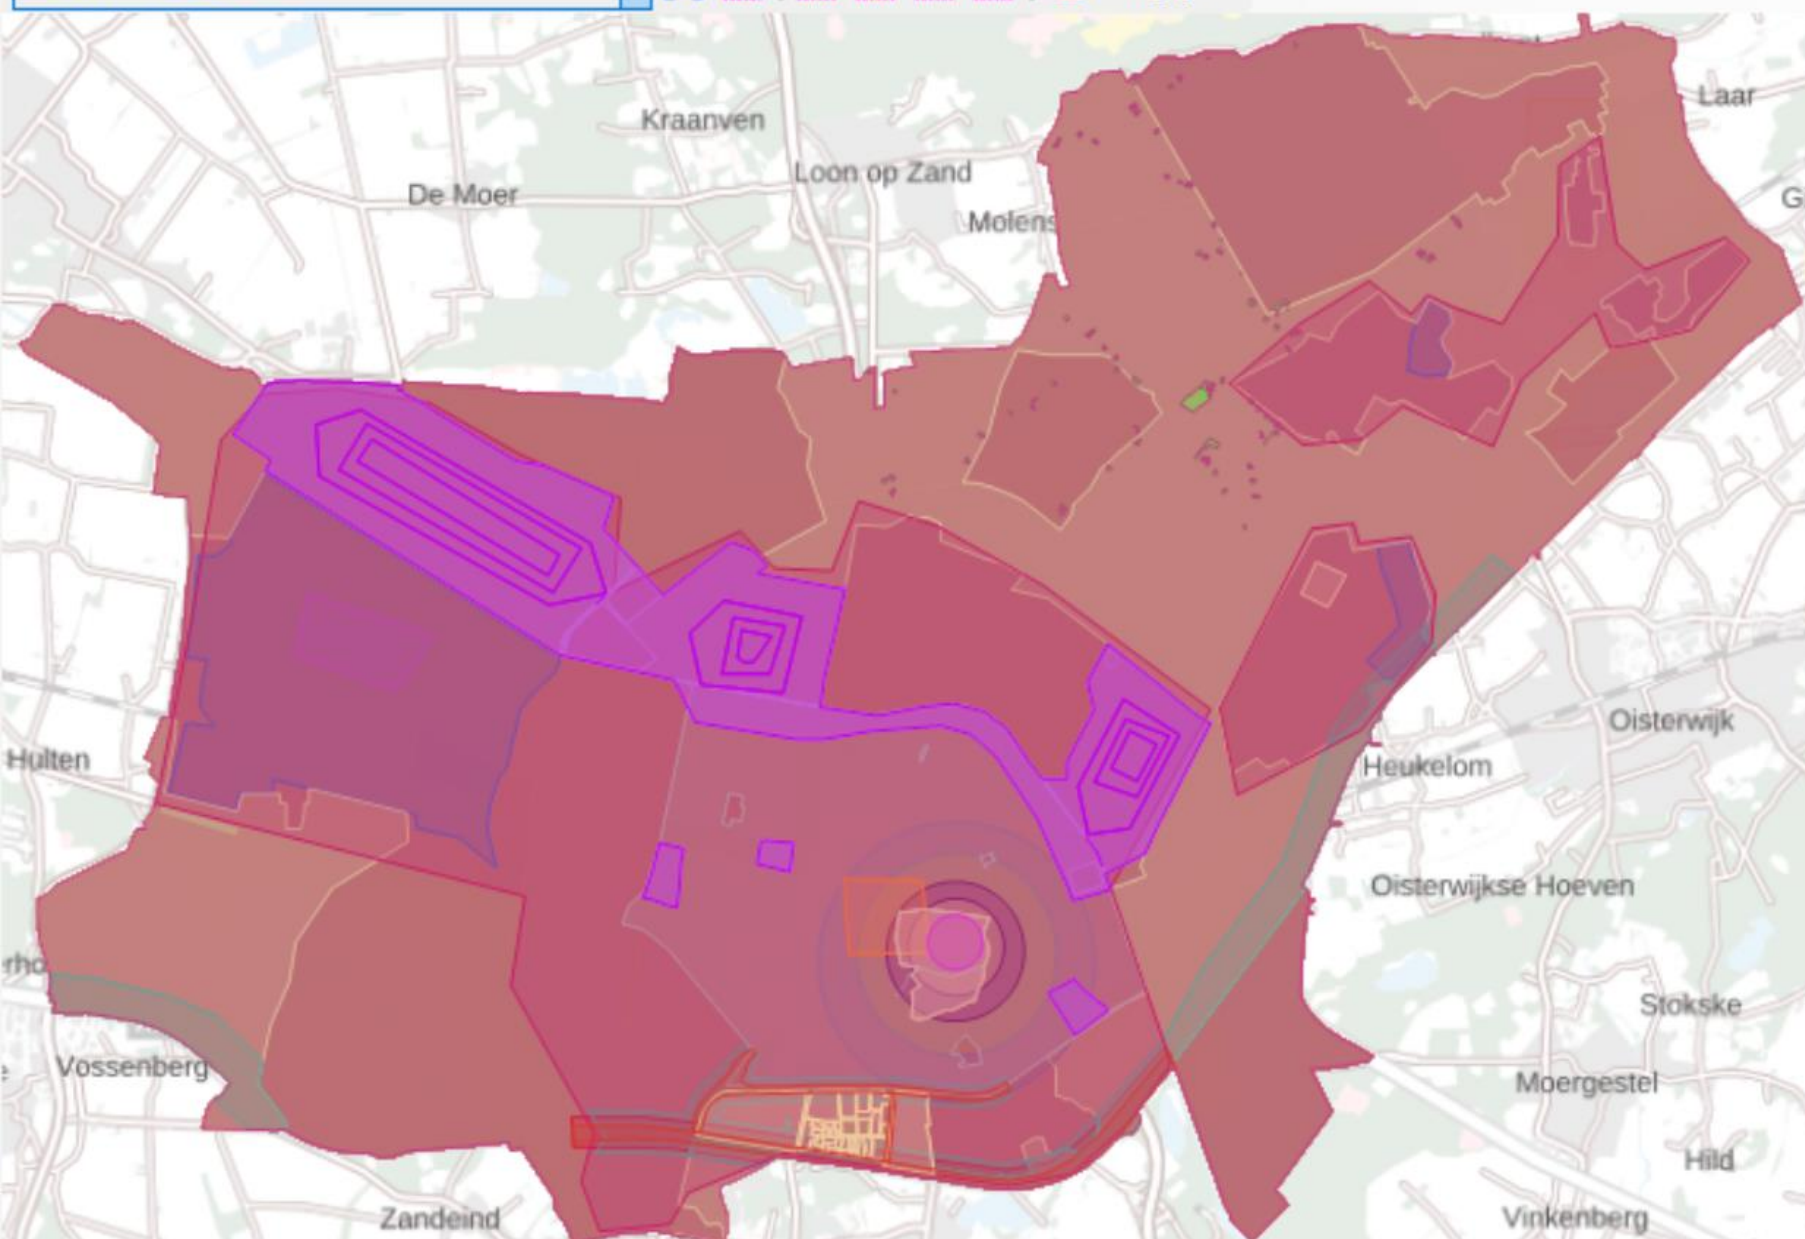 Laar
Kraanven
Loon op Zand
De Moer
G
Molens
Oisterwijk
Hulten
Heukelom
Oisterwijkse Hoeven
rho
Stokske
Vossenberg
Moergestel
Hild
Zandeind
Vinkenberg